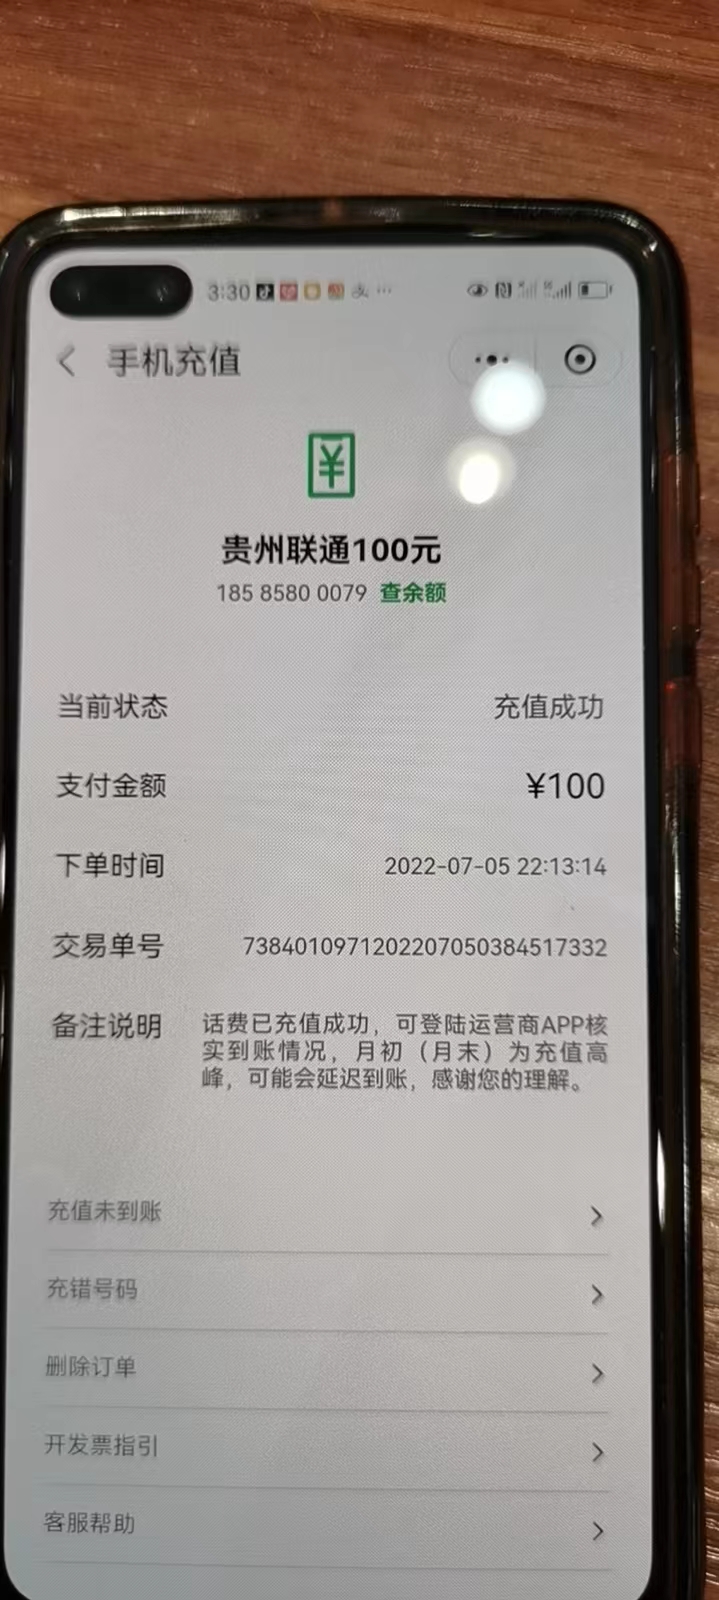 3:30
手机充值
¥
贵州联通100元
185 8580 0079 查余额
当前状态 充值成功
支付金额 ¥100
下单时间 2022-07-05 22:13:14
交易单号 7384010971202207050384517332
备注说明 话费已充值成功，可登陆运营商APP核
实到账情况，月初（月末）为充值高
峰，可能会延迟到账，感谢您的理解。
充值未到账
充错号码
删除订单
开发票指引
客服帮助